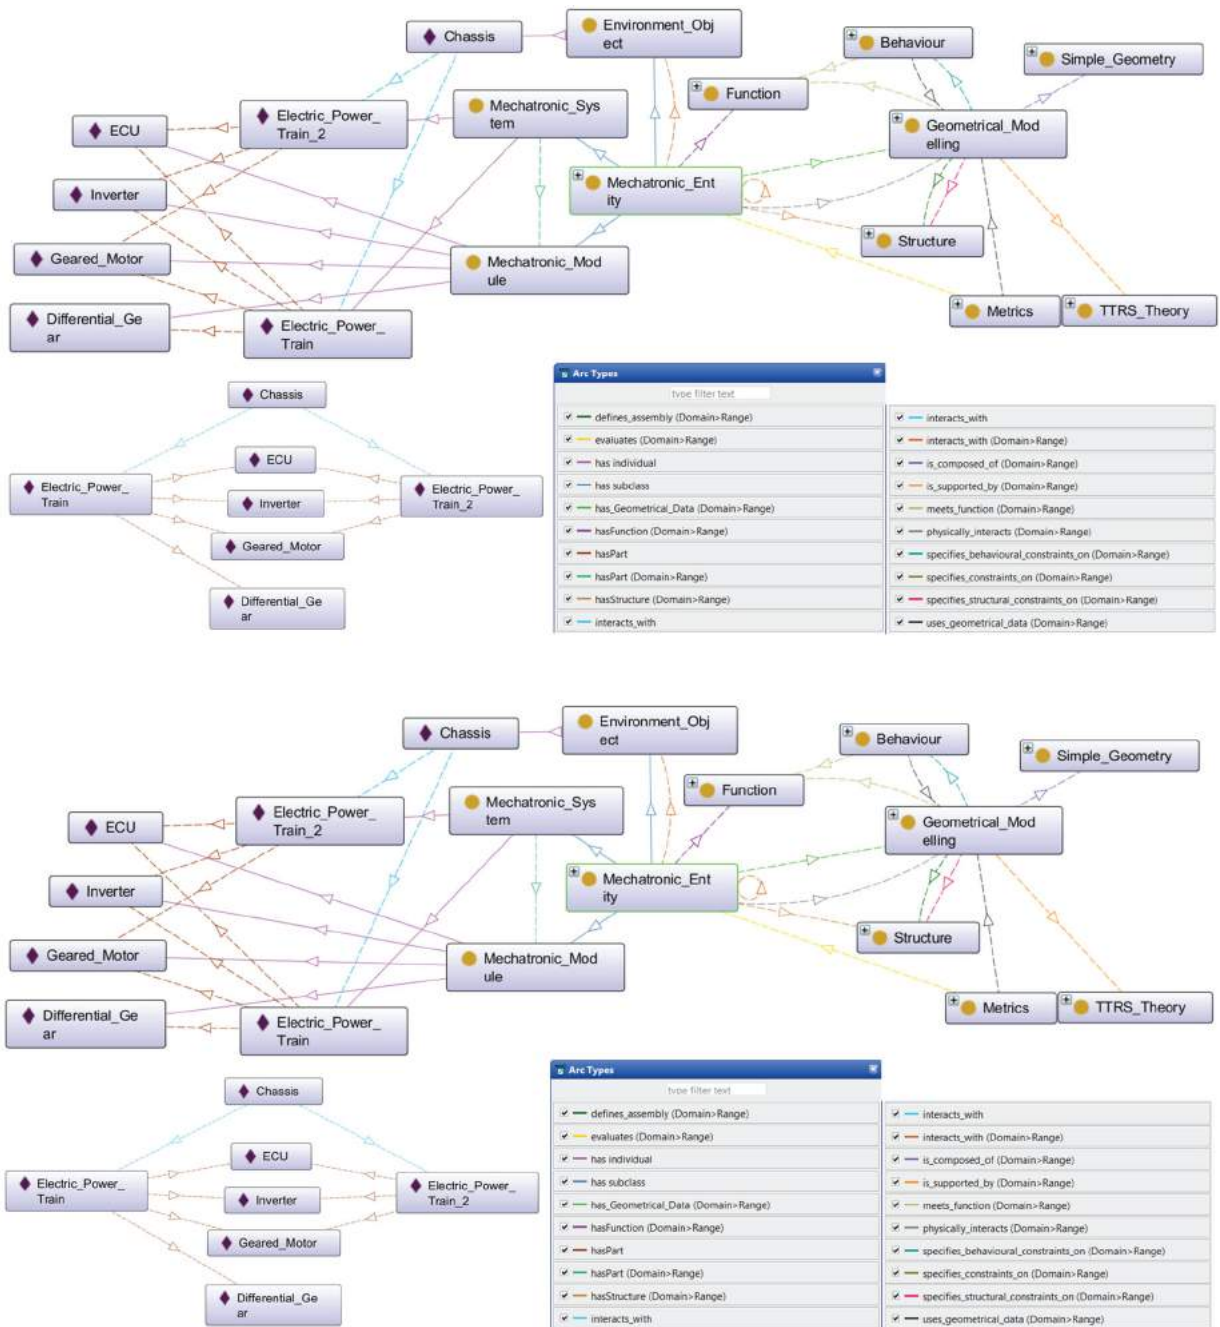 Chassis
Environment_Obj
ect
Behaviour
Simple_Geometry
Function
Electric_Power_
Train_2
Mechatronic_Sys
tem
ECU
Geometrical_Mod
elling
Mechatronic_Ent
ity
Inverter
Structure
Geared_Motor
Mechatronic_Mod
ule
Differential_Ge
ar
Electric_Power_
Train
Metrics
TTRS_Theory
Chassis
ECU
Electric_Power_
Train
Inverter
Electric_Power_
Train_2
Geared_Motor
Differential_Ge
ar
Arc Types
type filter text
defines_assembly (Domain>Range)
evaluates (Domain>Range)
has individual
has subclass
has_Geometrical_Data (Domain>Range)
hasFunction (Domain>Range)
hasPart
hasPart (Domain>Range)
hasStructure (Domain>Range)
interacts_with
interacts_with
interacts_with (Domain>Range)
is_composed_of (Domain>Range)
is_supported_by (Domain>Range)
meets_function (Domain>Range)
physically_interacts (Domain>Range)
specifies_behavioural_constraints_on (Domain>Range)
specifies_constraints_on (Domain>Range)
specifies_structural_constraints_on (Domain>Range)
uses_geometrical_data (Domain>Range)
Chassis
Environment_Obj
ect
Behaviour
Simple_Geometry
Function
Electric_Power_
Train_2
Mechatronic_Sys
tem
ECU
Geometrical_Mod
elling
Mechatronic_Ent
ity
Inverter
Structure
Geared_Motor
Mechatronic_Mod
ule
Differential_Ge
ar
Electric_Power_
Train
Metrics
TTRS_Theory
Chassis
ECU
Electric_Power_
Train
Inverter
Electric_Power_
Train_2
Geared_Motor
Differential_Ge
ar
Arc Types
type filter text
defines_assembly (Domain>Range)
evaluates (Domain>Range)
has individual
has subclass
has_Geometrical_Data (Domain>Range)
hasFunction (Domain>Range)
hasPart
hasPart (Domain>Range)
hasStructure (Domain>Range)
interacts_with
interacts_with
interacts_with (Domain>Range)
is_composed_of (Domain>Range)
is_supported_by (Domain>Range)
meets_function (Domain>Range)
physically_interacts (Domain>Range)
specifies_behavioural_constraints_on (Domain>Range)
specifies_constraints_on (Domain>Range)
specifies_structural_constraints_on (Domain>Range)
uses_geometrical_data (Domain>Range)